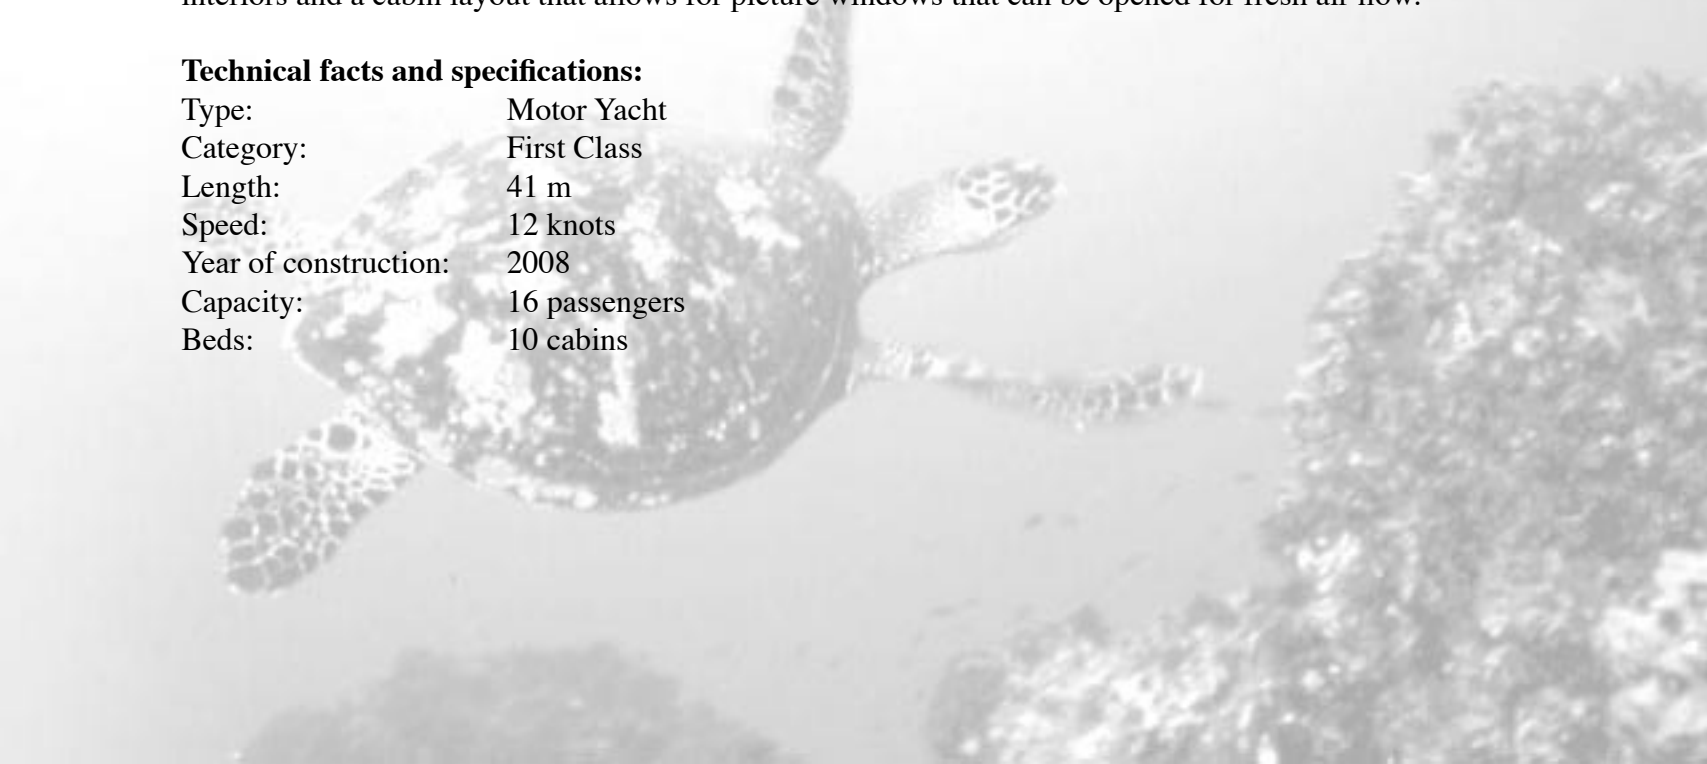 interiors and a cabin layout that allows for picture windows that can be opened for fresh air flow.
Technical facts and specifications:
Type: Motor Yacht
Category: First Class
Length: 41 m
Speed: 12 knots
Year of construction: 2008
Capacity: 16 passengers
Beds: 10 cabins